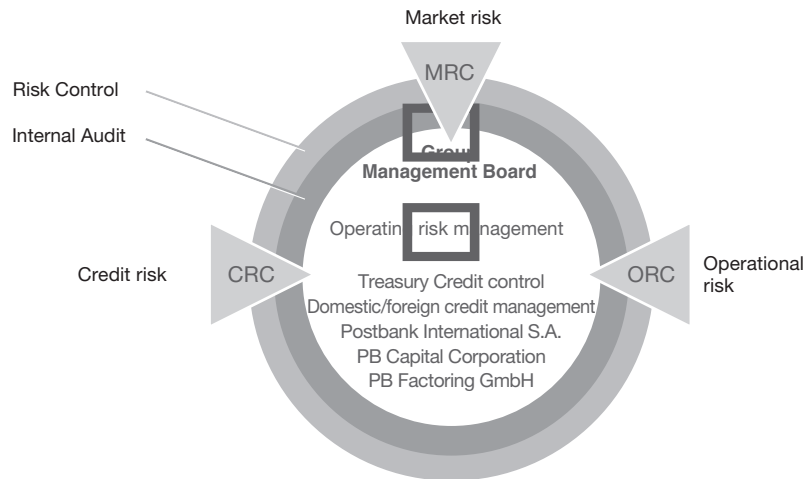 Market risk
MRC
Risk Control
Internal Audit
Group
Management Board
Operating risk management
Credit risk
CRC
ORC
Operational
risk
Treasury Credit control
Domestic/foreign credit management
Postbank International S.A.
PB Capital Corporation
PB Factoring GmbH